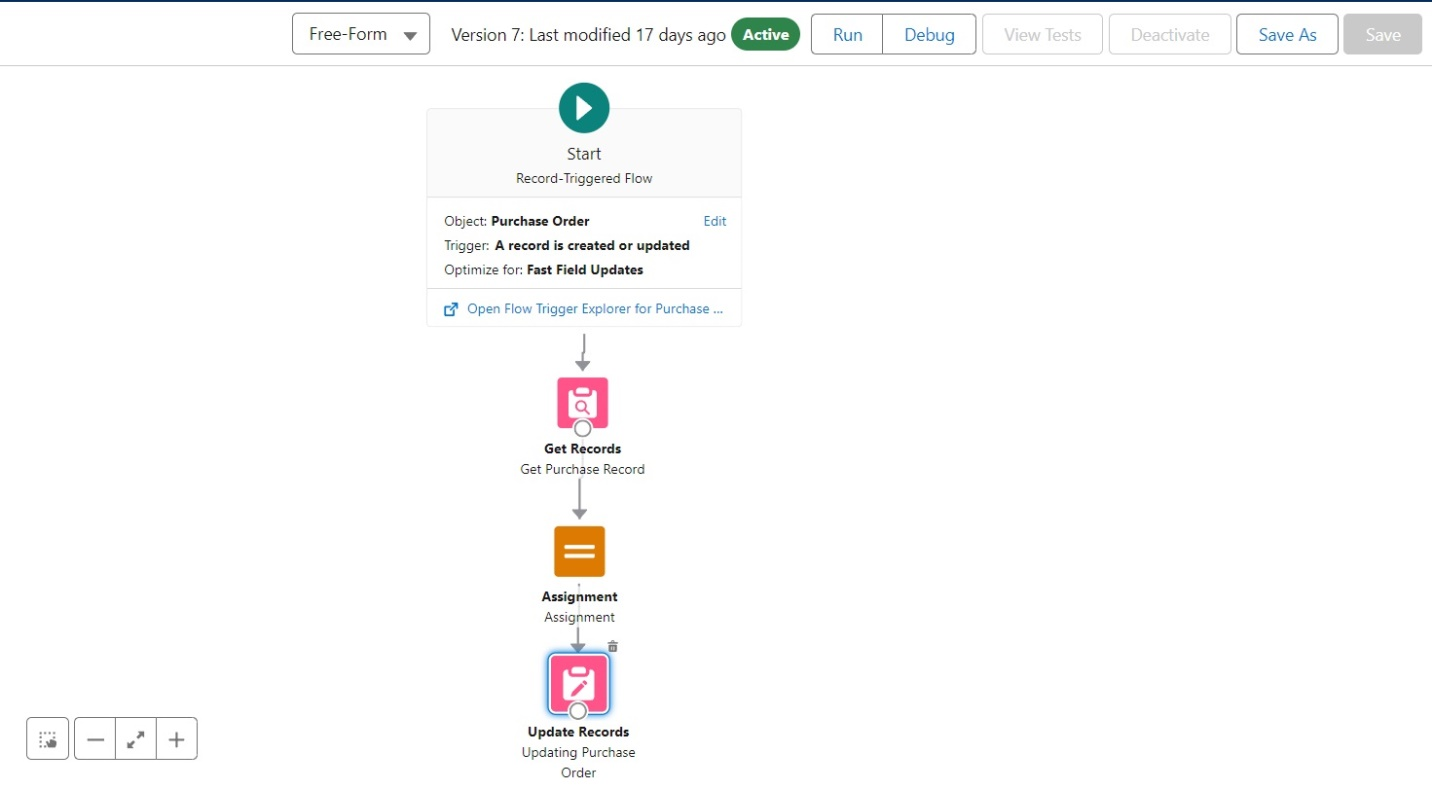 Free-Form Version 7: Last modified 17 days ago Active Run Debug View Tests Deactivate Save As Save
Start
Record-Triggered Flow
Object: Purchase Order Edit
Trigger: A record is created or updated
Optimize for: Fast Field Updates
Open Flow Trigger Explorer for Purchase ...
Get Records
Get Purchase Record
Assignment
Assignment
Update Records
Updating Purchase
Order